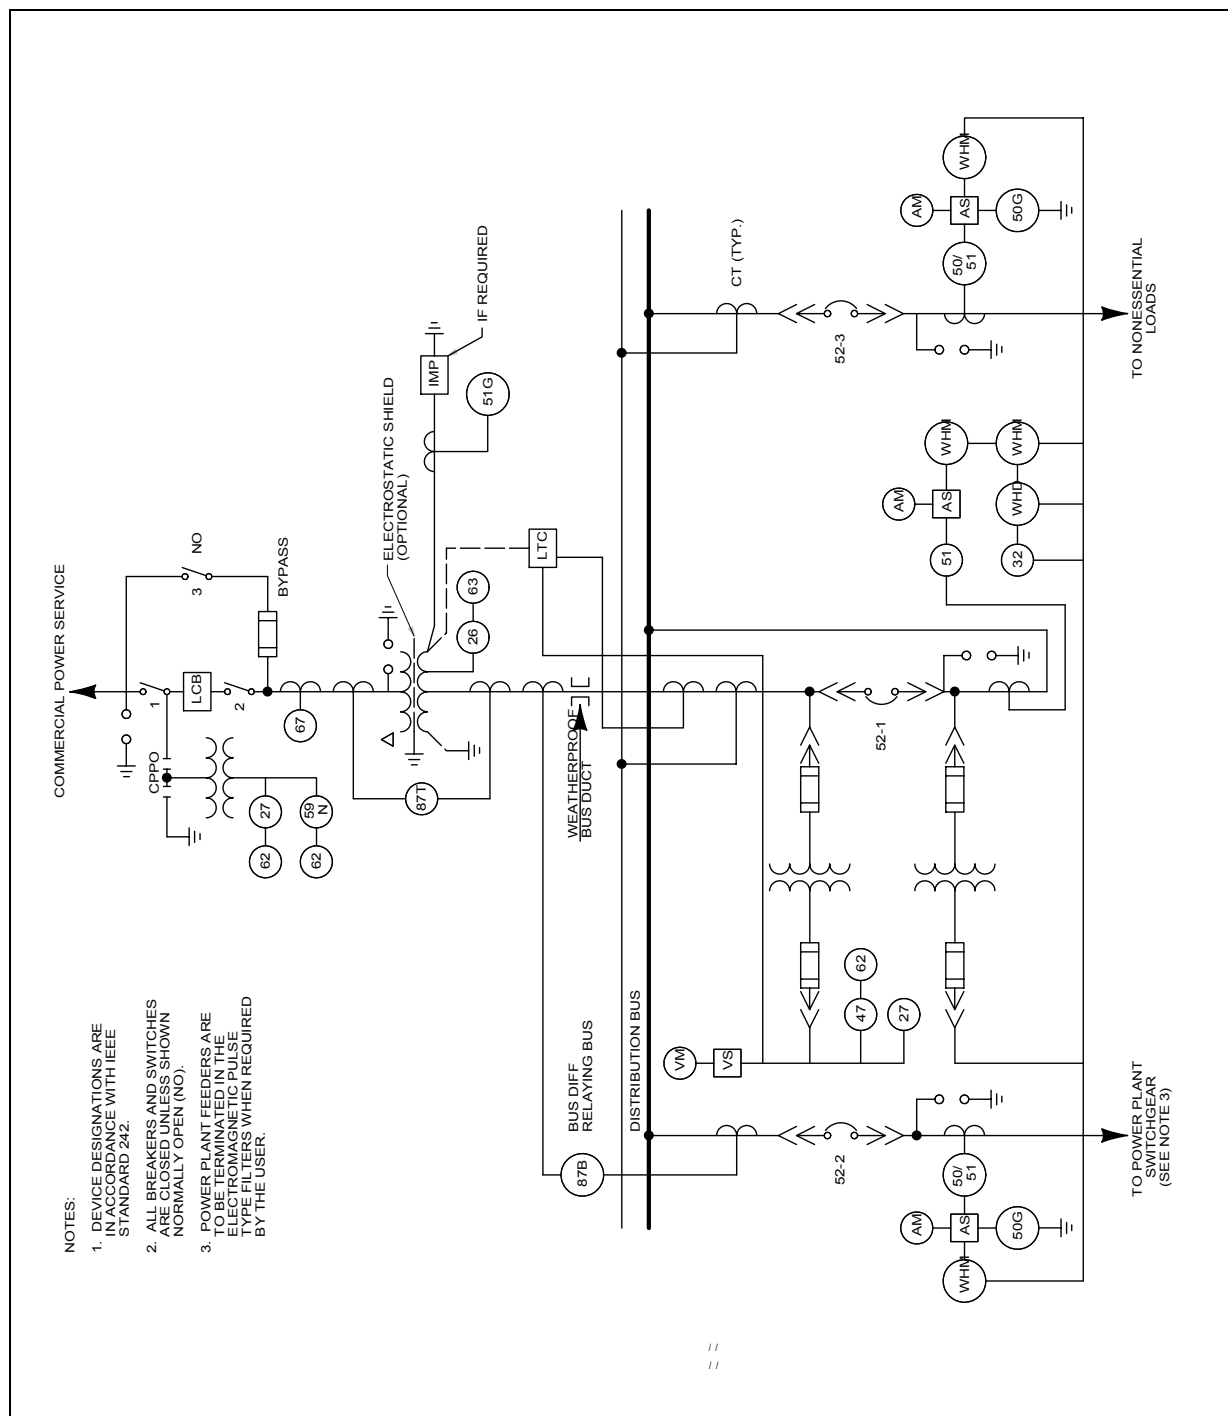 COMMERCIAL POWER SERVICE
1
LCB
2
3
NO
BYPASS
CPPO
67
27
62
59
N
62
87T
Δ
ELECTROSTATIC SHIELD
(OPTIONAL)
IMP
IF REQUIRED
51G
26
63
LTC
WEATHERPROOF
BUS DUCT
BUS DIFF
RELAYING BUS
DISTRIBUTION BUS
87B
VM
VS
47
62
27
52-1
52-2
52-3
CT (TYP.)
50/
51
AM
AS
50G
WHM
TO POWER PLANT
SWITCHGEAR
(SEE NOTE 3)
51
AM
AS
WHM
32
WHD
WHM
50/
51
AM
AS
50G
WHM
TO NONESSENTIAL
LOADS
NOTES:
1. DEVICE DESIGNATIONS ARE
IN ACCORDANCE WITH IEEE
STANDARD 242.
2. ALL BREAKERS AND SWITCHES
ARE CLOSED UNLESS SHOWN
NORMALLY OPEN (NO).
3. POWER PLANT FEEDERS ARE
TO BE TERMINATED IN THE
ELECTROMAGNETIC PULSE
TYPE FILTERS WHEN REQUIRED
BY THE USER.